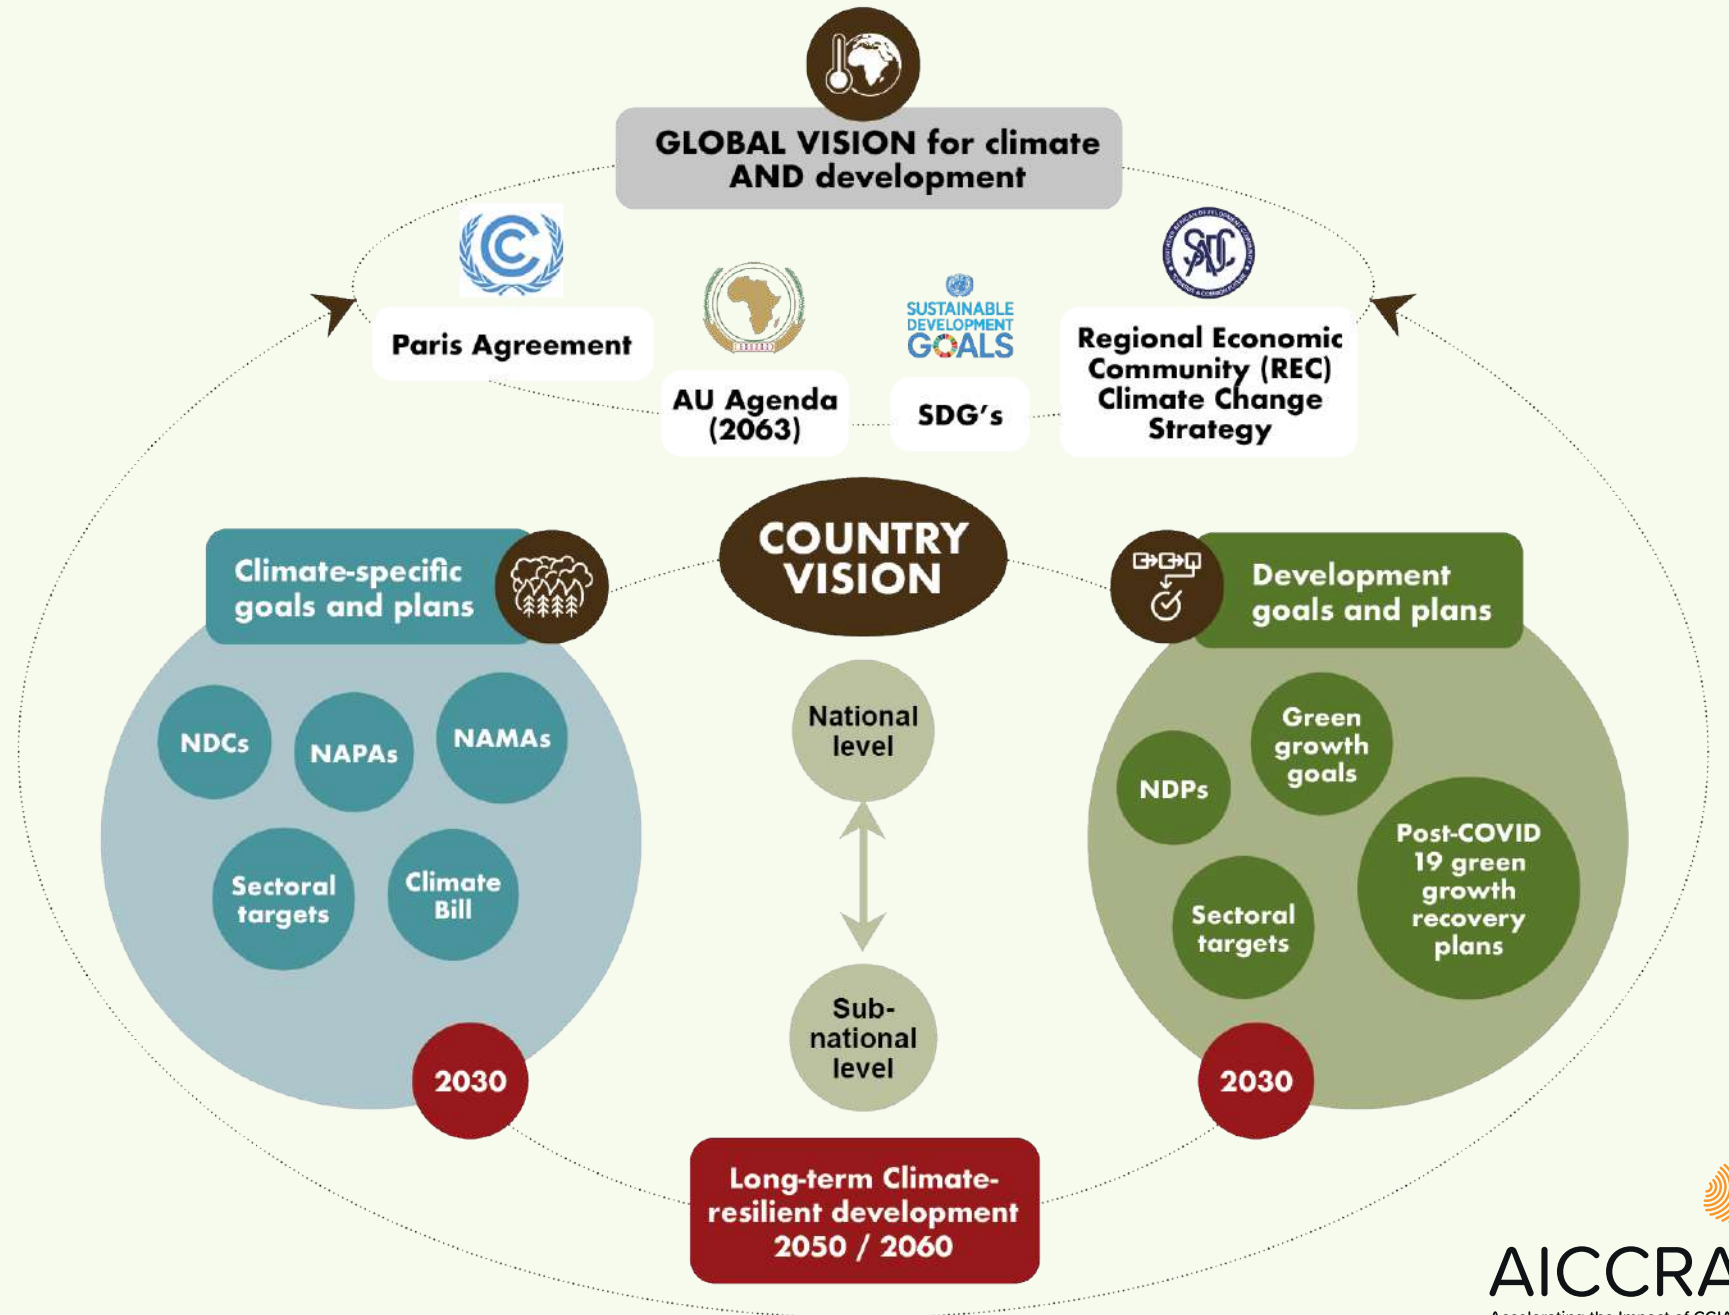 GLOBAL VISION for climate
AND development
Paris Agreement
AU Agenda
(2063)
SUSTAINABLE
DEVELOPMENT
GOALS
SDG's
SADC
Regional Economic
Community (REC)
Climate Change
Strategy
COUNTRY
VISION
Climate-specific
goals and plans
NDCs
NAPAs
NAMAs
Sectoral
targets
Climate
Bill
2030
National
level
Sub-
national
level
Development
goals and plans
NDPs
Green
growth
goals
Post-COVID
19 green
growth
recovery
plans
Sectoral
targets
2030
Long-term Climate-
resilient development
2050 / 2060
AICCRA